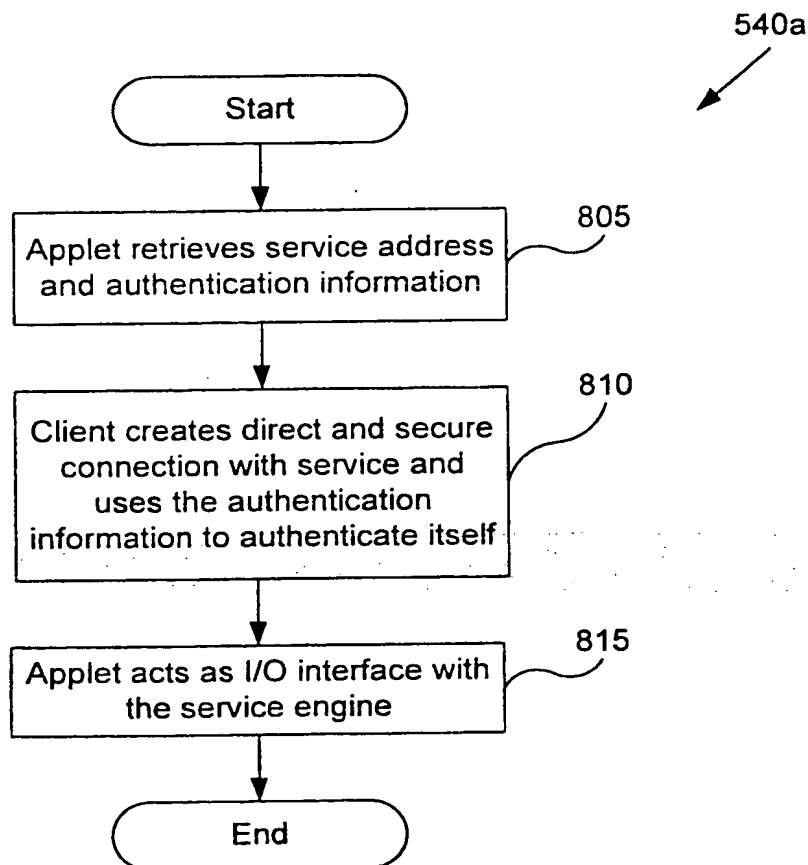 540a
Start
805
Applet retrieves service address
and authentication information
810
Client creates direct and secure
connection with service and
uses the authentication
information to authenticate itself
815
Applet acts as I/O interface with
the service engine
End